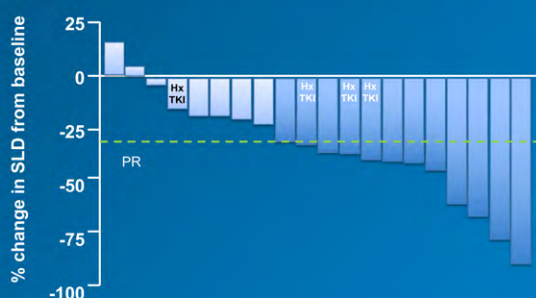 % change in SLD from baseline
25
0
-25
-50
-75
-100
Hx
TKI
Hx
TKI
Hx
TKI
Hx
TKI
PR